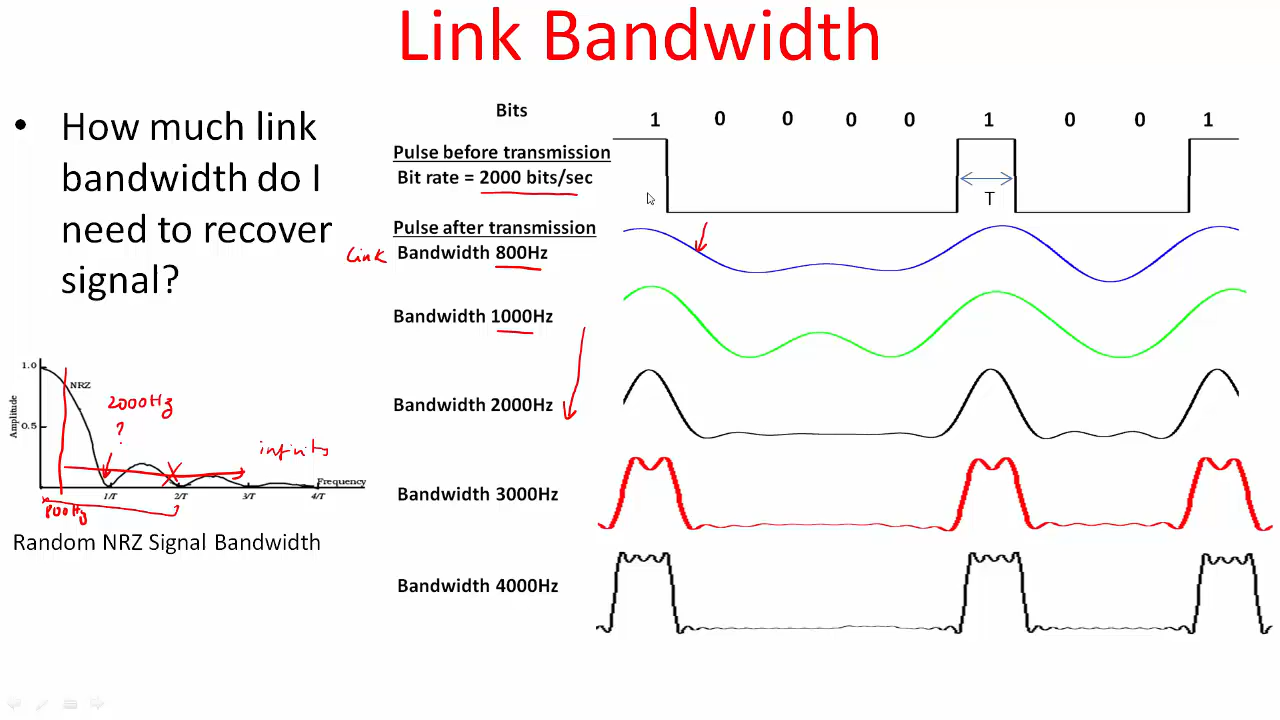 Link Bandwidth
• How much link
bandwidth do I
need to recover
signal?
Bits
1 0 0 0 0 1 0 0 1
Pulse before transmission
Bit rate = 2000 bits/sec
T
Pulse after transmission
Link Bandwidth 800Hz
Bandwidth 1000Hz
Bandwidth 2000Hz
Bandwidth 3000Hz
Bandwidth 4000Hz
1.0
NRZ
2000Hz
?
Amplitude
0.5
infinity
Frequency
1/T 2/T 3/T 4/T
800Hz
Random NRZ Signal Bandwidth